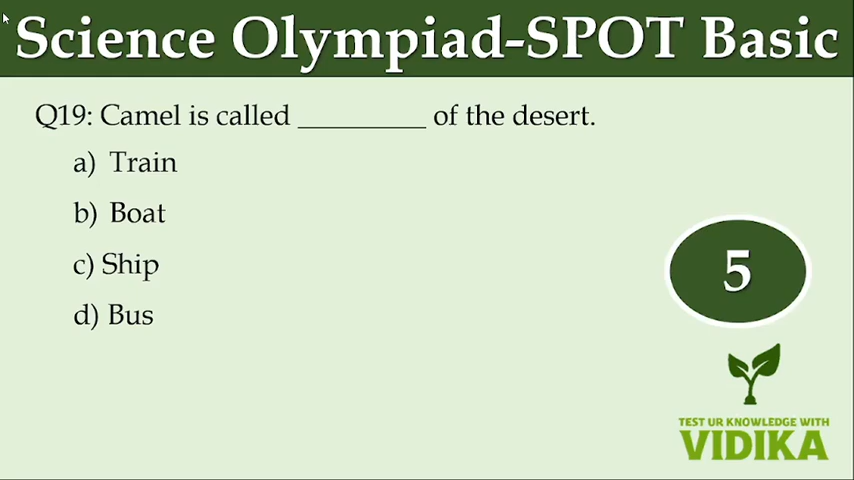 Science Olympiad-SPOT Basic
Q19: Camel is called _________ of the desert.
a) Train
b) Boat
c) Ship
d) Bus
5
TEST UR KNOWLEDGE WITH
VIDIKA